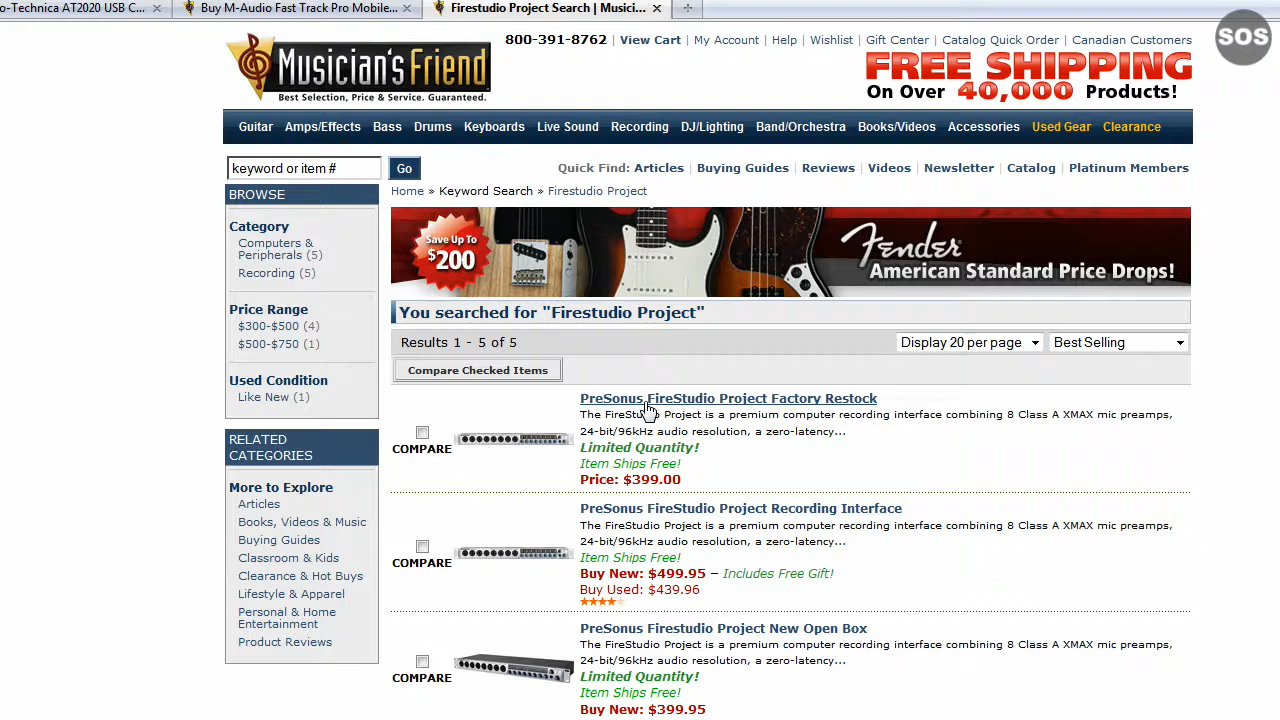 o-Technica AT2020 USB C...
Buy M-Audio Fast Track Pro Mobile...
Firestudio Project Search | Musici...
SOS
Musician's Friend
Best Selection, Price & Service. Guaranteed.
800-391-8762 | View Cart | My Account | Help | Wishlist | Gift Center | Catalog Quick Order | Canadian Customers
FREE SHIPPING
On Over 40,000 Products!
Guitar Amps/Effects Bass Drums Keyboards Live Sound Recording DJ/Lighting Band/Orchestra Books/Videos Accessories Used Gear Clearance
keyword or item # Go
Quick Find: Articles | Buying Guides | Reviews | Videos | Newsletter | Catalog | Platinum Members
Home » Keyword Search » Firestudio Project
BROWSE
Category
Computers &
Peripherals (5)
Recording (5)
Price Range
$300-$500 (4)
$500-$750 (1)
Used Condition
Like New (1)
RELATED
CATEGORIES
More to Explore
Articles
Books, Videos & Music
Buying Guides
Classroom & Kids
Clearance & Hot Buys
Lifestyle & Apparel
Personal & Home
Entertainment
Product Reviews
Save Up To
$200
Fender
American Standard Price Drops!
You searched for "Firestudio Project"
Results 1 - 5 of 5
Display 20 per page
Best Selling
Compare Checked Items
COMPARE
PreSonus FireStudio Project Factory Restock
The FireStudio Project is a premium computer recording interface combining 8 Class A XMAX mic preamps,
24-bit/96kHz audio resolution, a zero-latency...
Limited Quantity!
Item Ships Free!
Price: $399.00
COMPARE
PreSonus FireStudio Project Recording Interface
The FireStudio Project is a premium computer recording interface combining 8 Class A XMAX mic preamps,
24-bit/96kHz audio resolution, a zero-latency...
Item Ships Free!
Buy New: $499.95 – Includes Free Gift!
Buy Used: $439.96
COMPARE
PreSonus Firestudio Project New Open Box
The FireStudio Project is a premium computer recording interface combining 8 Class A XMAX mic preamps,
24-bit/96kHz audio resolution, a zero-latency...
Limited Quantity!
Item Ships Free!
Buy New: $399.95